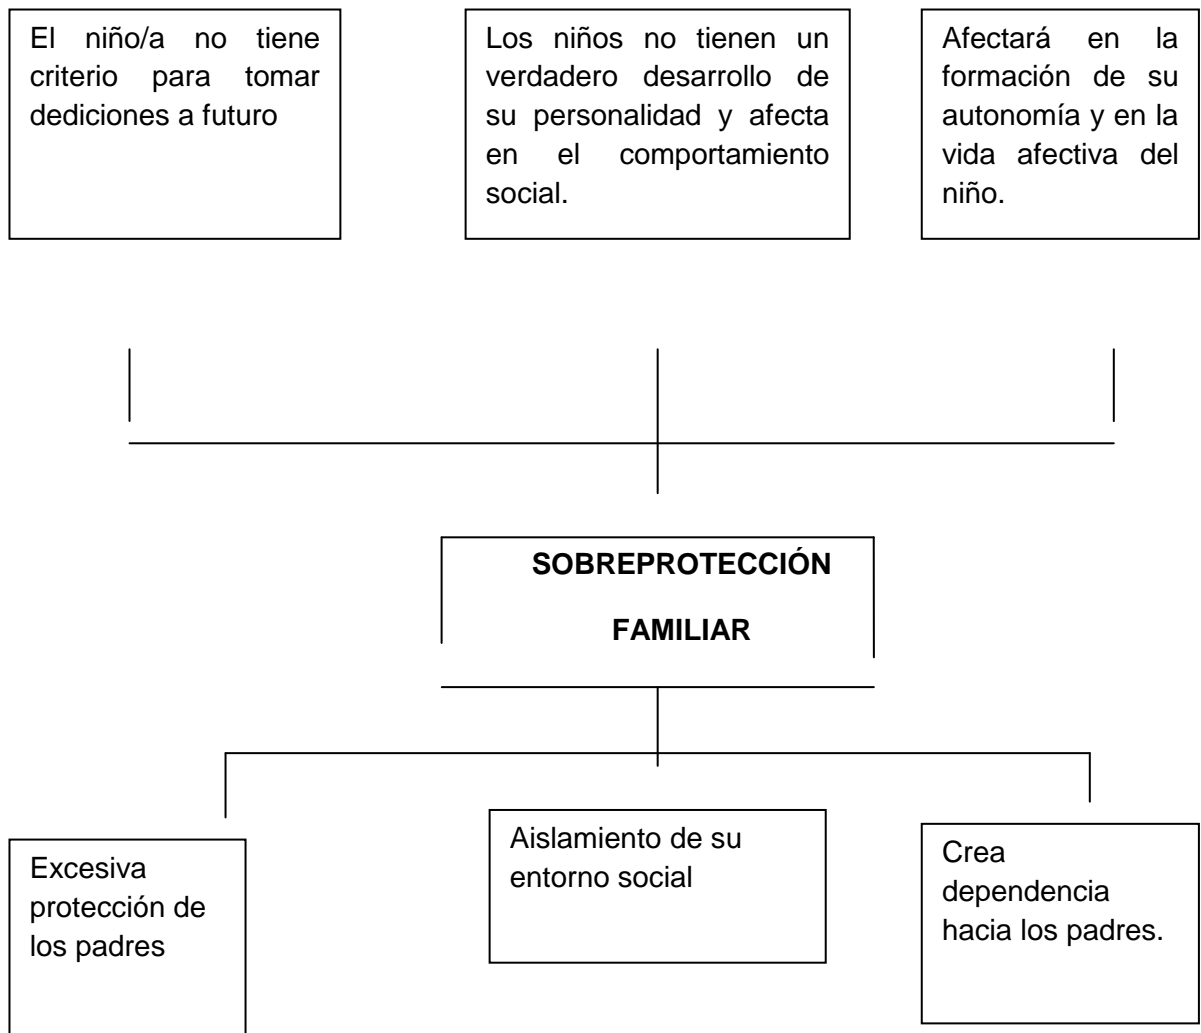 El niño/a no tiene
criterio para tomar
dediciones a futuro
Los niños no tienen un
verdadero desarrollo de
su personalidad y afecta
en el comportamiento
social.
Afectará en la
formación de su
autonomía y en la
vida afectiva del
niño.
SOBREPROTECCIÓN
FAMILIAR
Excesiva
protección de
los padres
Aislamiento de su
entorno social
Crea
dependencia
hacia los padres.